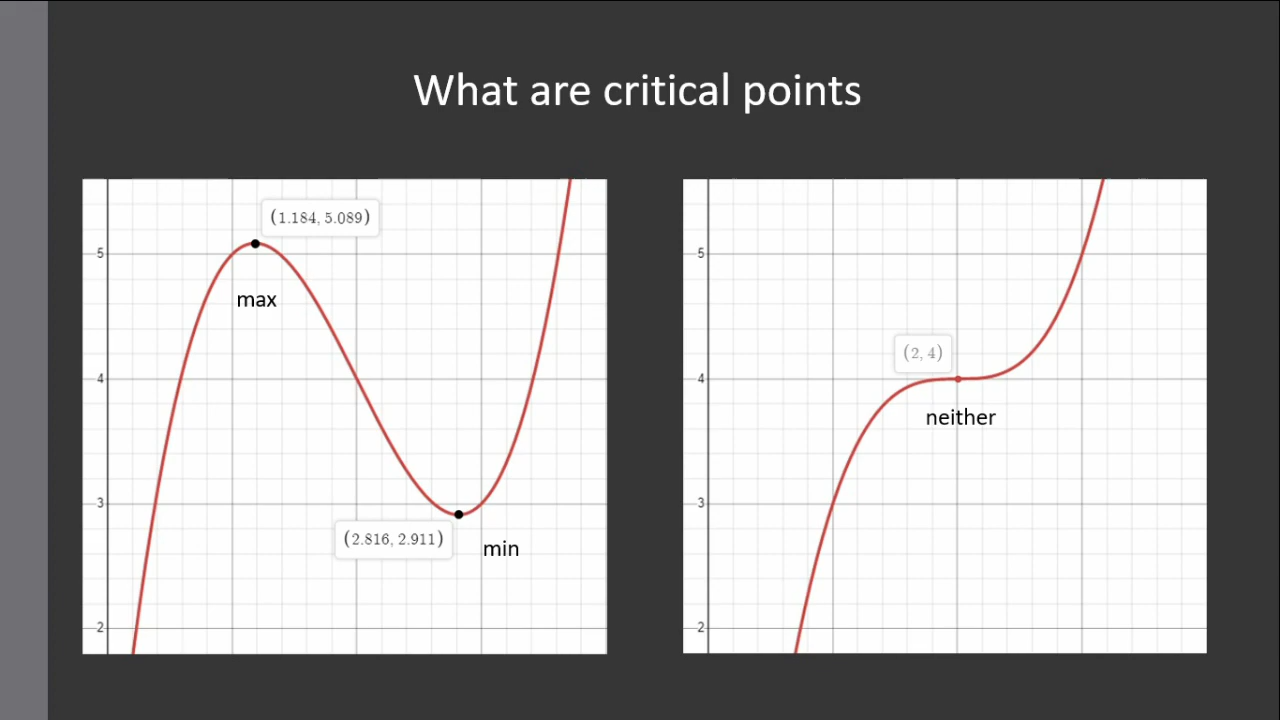 What are critical points
(1.184, 5.089)
5
max
4
3
(2.816, 2.911)
min
2
5
(2, 4)
4
neither
3
2